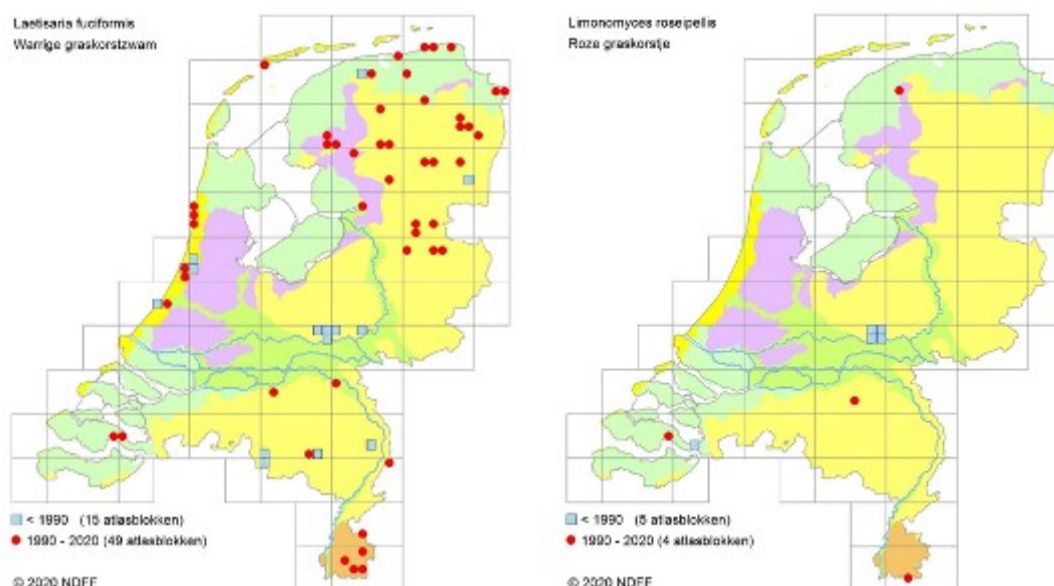 Laetisaria fuciformis
Warrige graskorstzwam
< 1990 (15 atlasblokken)
1990 - 2020 (49 atlasblokken)
© 2020 NDFF
Limonomyces roseipellis
Roze graskorstje
< 1990 (5 atlasblokken)
1990 - 2020 (4 atlasblokken)
© 2020 NDFF